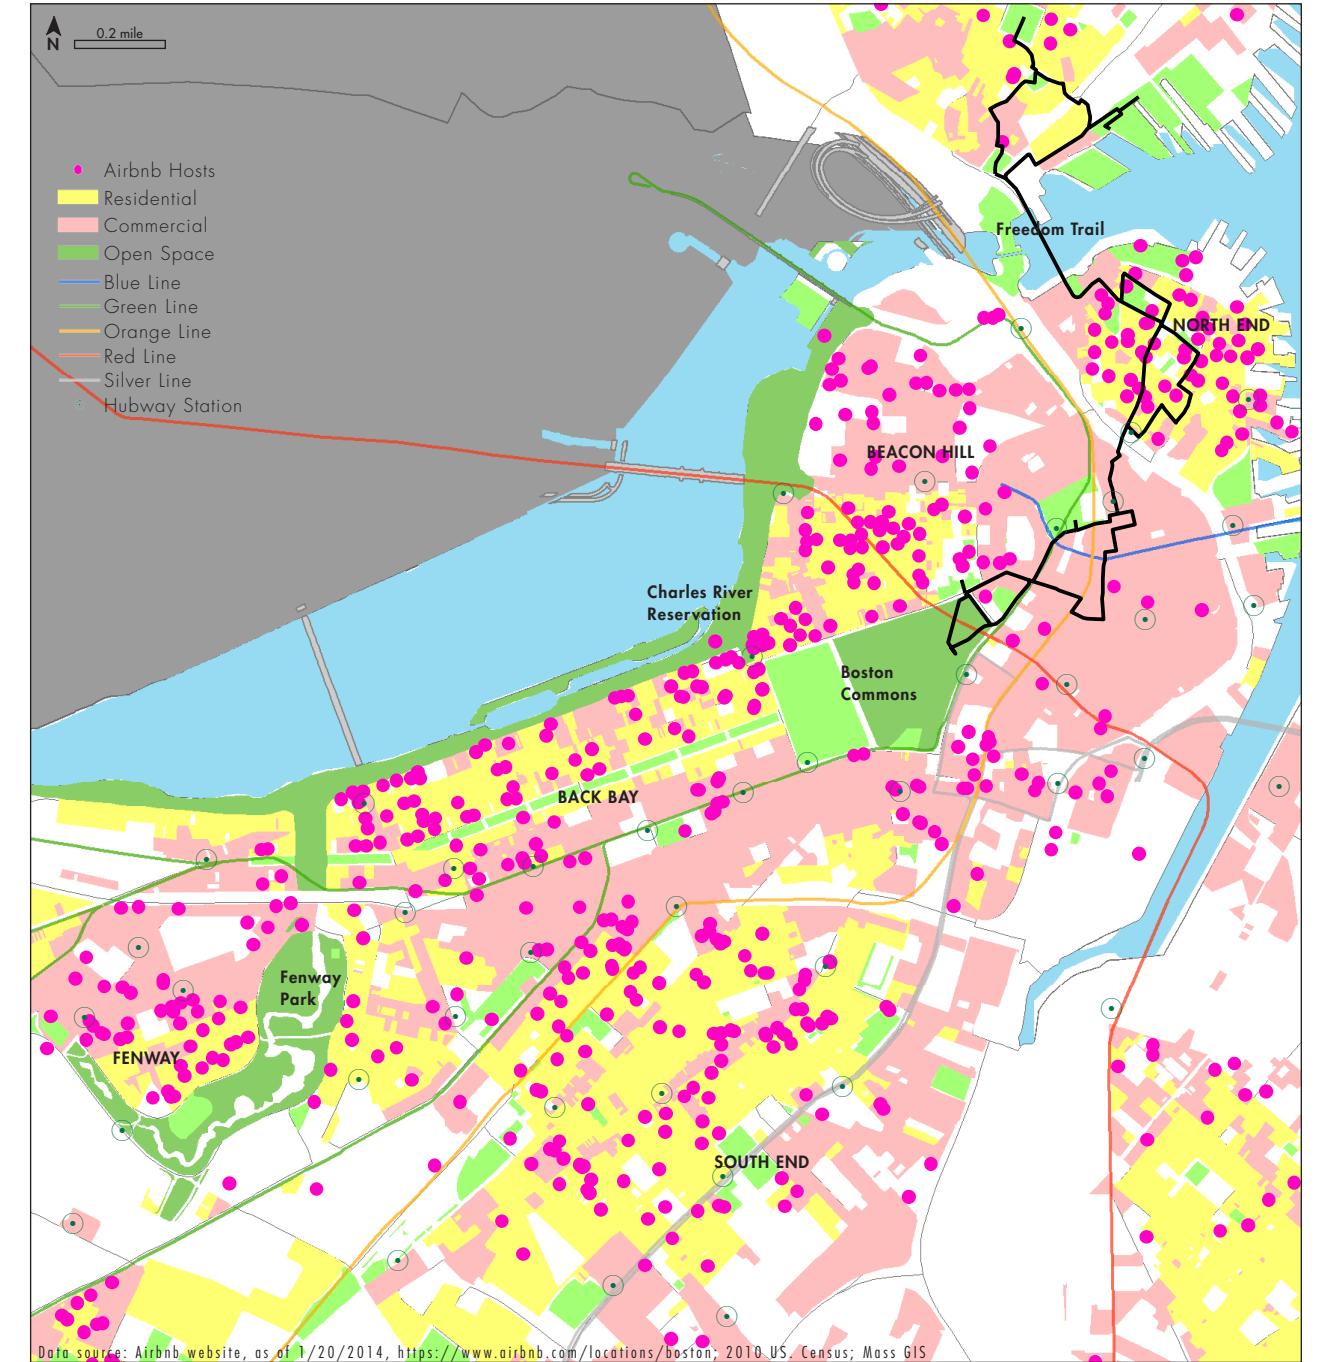 N
0.2 mile
Airbnb Hosts
Residential
Commercial
Open Space
Blue Line
Green Line
Orange Line
Red Line
Silver Line
Hubway Station
Freedom Trail
NORTH END
BEACON HILL
Charles River
Reservation
Boston
Commons
BACK BAY
Fenway
Park
FENWAY
SOUTH END
Data source: Airbnb website, as of 1/20/2014, https://www.airbnb.com/locations/boston; 2010 US. Census; Mass GIS